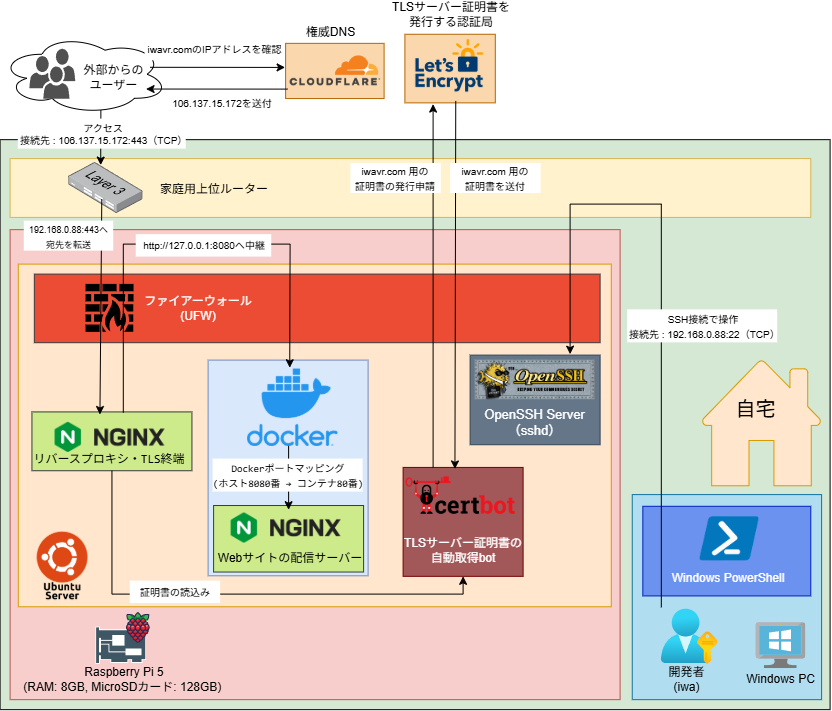 TLSサーバー証明書を
発行する認証局
権威DNS
iwavr.comのIPアドレスを確認
外部からの
ユーザー
CLOUDFLARE
Let's
Encrypt
106.137.15.172を送付
アクセス
接続先：106.137.15.172:443（TCP）
Layer 3
家庭用上位ルーター
iwavr.com 用の
証明書の発行申請
iwavr.com 用の
証明書を送付
192.168.0.88:443へ
宛先を転送
http://127.0.0.1:8080へ中継
ファイアーウォール
(UFW)
SSH接続で操作
接続先：192.168.0.88:22（TCP）
OpenSSH
KEEPING YOUR COMMUNIQUES SECRET
OpenSSH Server
（sshd）
自宅
docker
NGINX
リバースプロキシ・TLS終端
Dockerポートマッピング
(ホスト8080番 → コンテナ80番)
NGINX
Webサイトの配信サーバー
certbot
TLSサーバー証明書の
自動取得bot
Windows PowerShell
Ubuntu
Server
証明書の読込み
Raspberry Pi 5
(RAM: 8GB, MicroSDカード: 128GB)
開発者
(iwa)
Windows PC